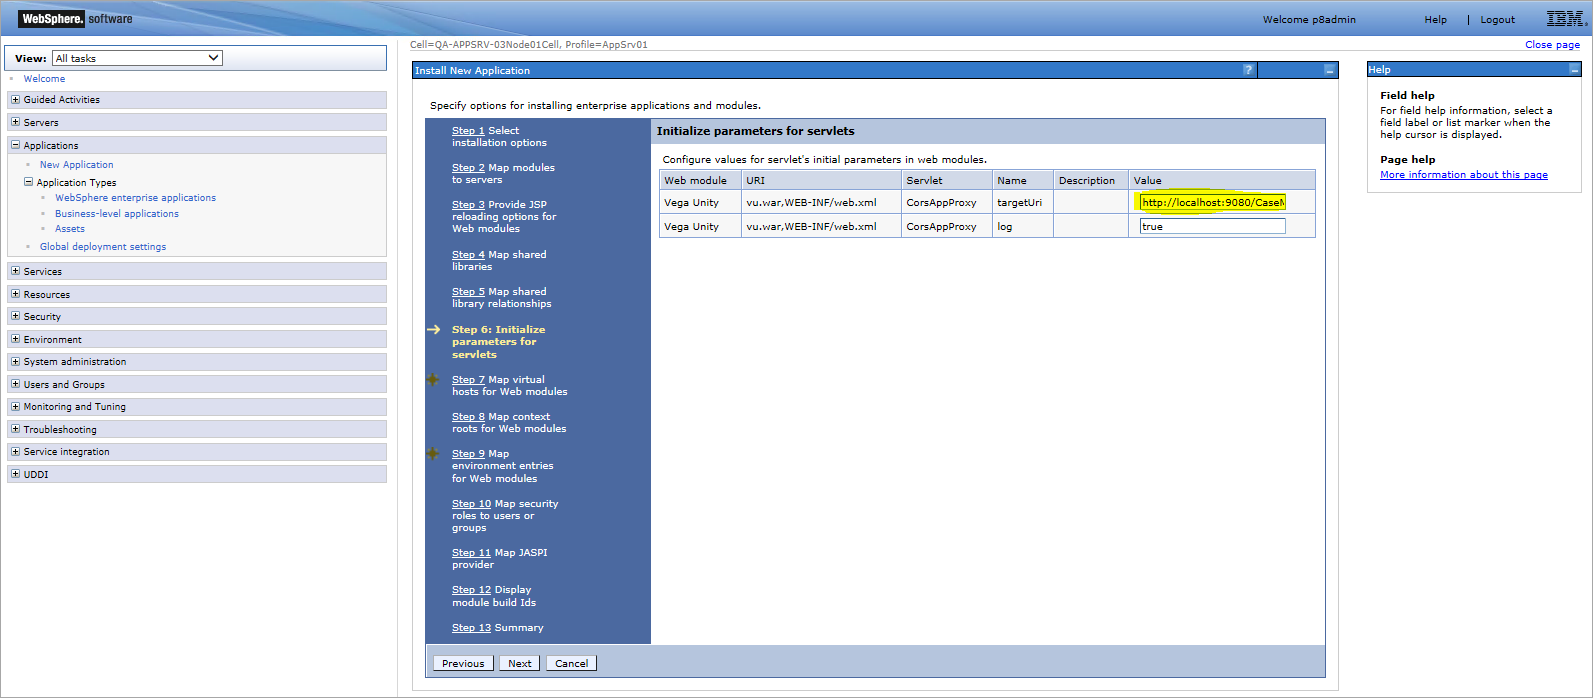 WebSphere. software
Welcome p8admin
Help | Logout
IBM.
View: All tasks
Cell=QA-APPSRV-03Node01Cell, Profile=AppSrv01
Close page
Welcome
Guided Activities
Servers
Applications
New Application
Application Types
WebSphere enterprise applications
Business-level applications
Assets
Global deployment settings
Services
Resources
Security
Environment
System administration
Users and Groups
Monitoring and Tuning
Troubleshooting
Service integration
UDDI
Install New Application
?
Specify options for installing enterprise applications and modules.
Step 1 Select
installation options
Step 2 Map modules
to servers
Step 3 Provide JSP
reloading options for
Web modules
Step 4 Map shared
libraries
Step 5 Map shared
library relationships
Step 6: Initialize
parameters for
servlets
Step 7 Map virtual
hosts for Web modules
Step 8 Map context
roots for Web modules
Step 9 Map
environment entries
for Web modules
Step 10 Map security
roles to users or
groups
Step 11 Map JASPI
provider
Step 12 Display
module build Ids
Step 13 Summary
Initialize parameters for servlets
Configure values for servlet's initial parameters in web modules.
Web module URI Servlet Name Description Value
Vega Unity vu.war,WEB-INF/web.xml CorsAppProxy targetUri http://localhost:9080/CaseM
Vega Unity vu.war,WEB-INF/web.xml CorsAppProxy log true
Previous Next Cancel
Help
Field help
For field help information, select a
field label or list marker when the
help cursor is displayed.
Page help
More information about this page